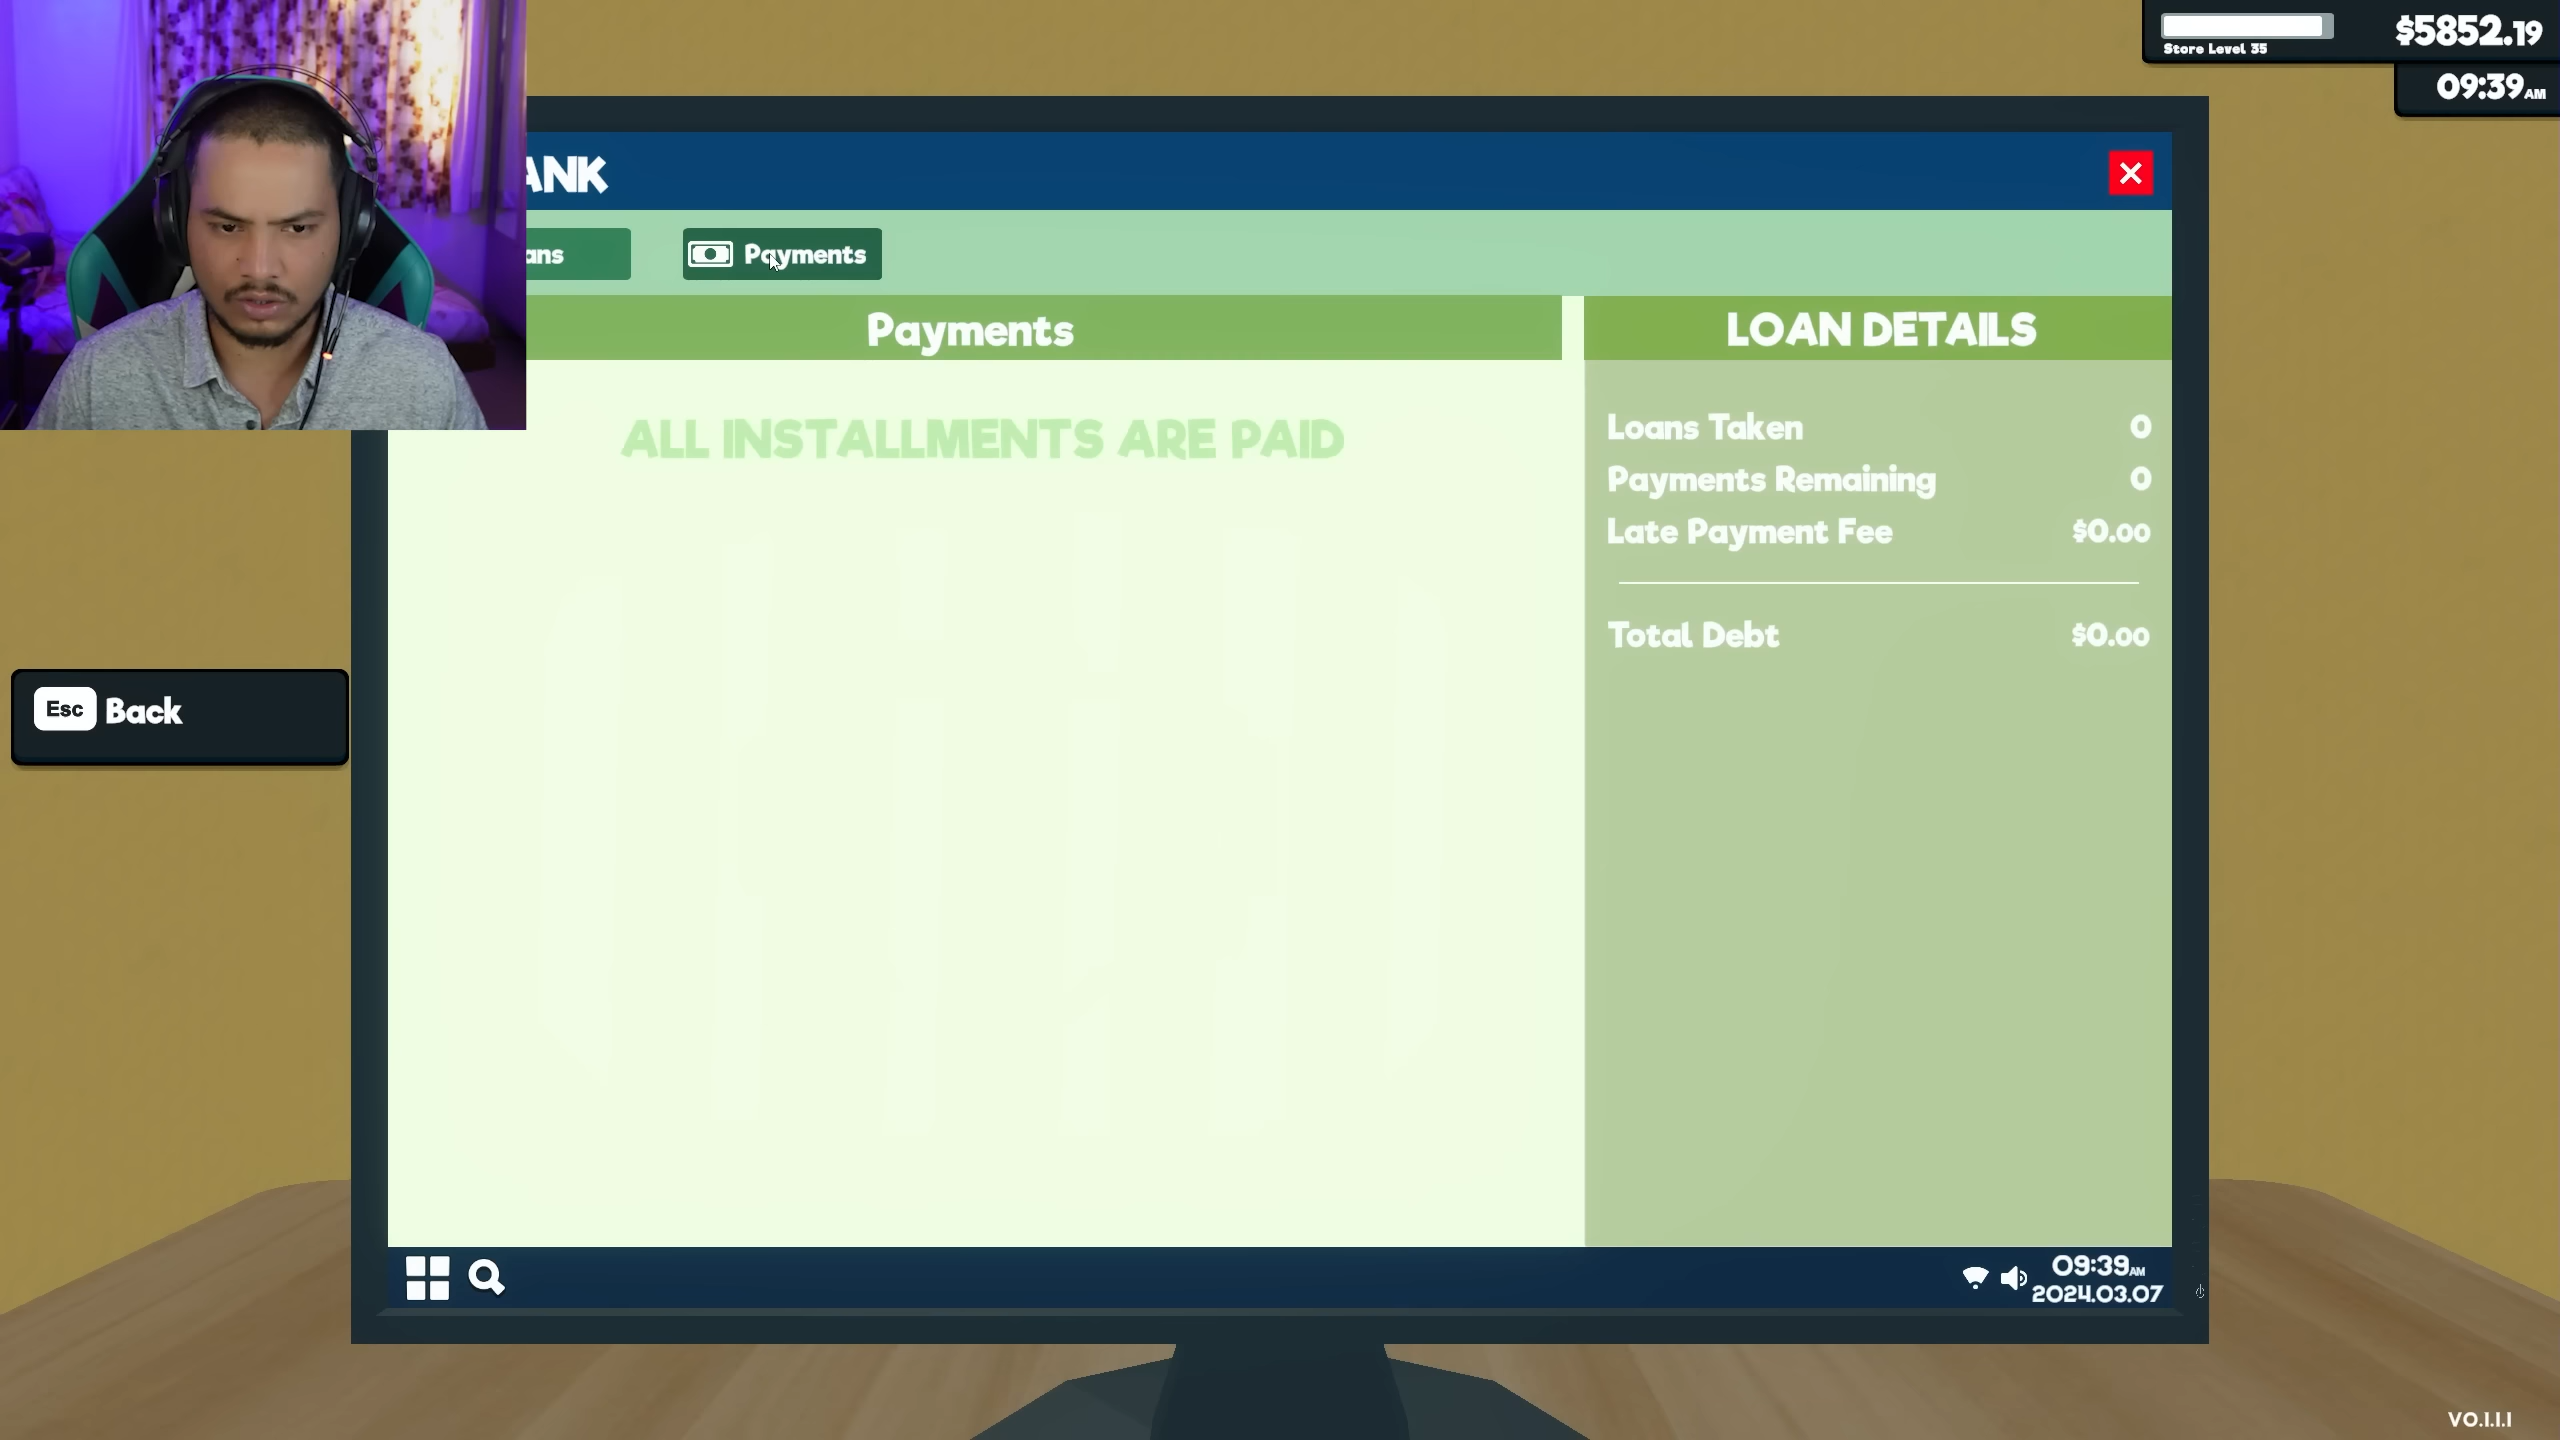 $5852.19
Store Level 35
09:39AM
ANK
ans
Payments
Payments
LOAN DETAILS
ALL INSTALLMENTS ARE PAID
Loans Taken 0
Payments Remaining 0
Late Payment Fee $0.00
Total Debt $0.00
Esc Back
09:39AM
2024.03.07
V0.1.1.1